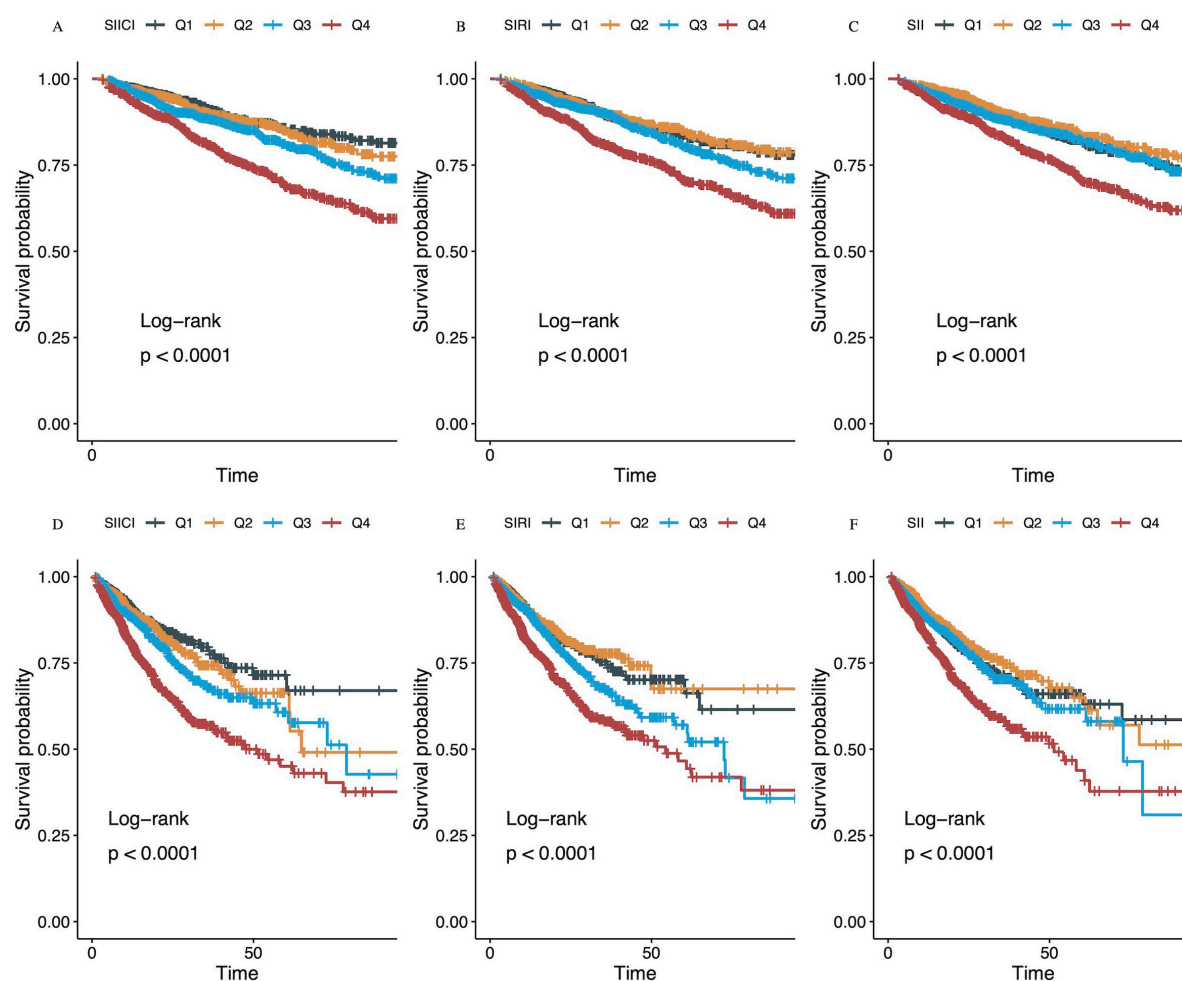 A SIICI Q1 Q2 Q3 Q4
B SIRI Q1 Q2 Q3 Q4
C SII Q1 Q2 Q3 Q4
Survival probability
1.00
0.75
0.50
0.25
0.00
Log−rank
p < 0.0001
0
Time
Survival probability
1.00
0.75
0.50
0.25
0.00
Log−rank
p < 0.0001
0
Time
Survival probability
1.00
0.75
0.50
0.25
0.00
Log−rank
p < 0.0001
0
Time
D SIICI Q1 Q2 Q3 Q4
E SIRI Q1 Q2 Q3 Q4
F SII Q1 Q2 Q3 Q4
Survival probability
1.00
0.75
0.50
0.25
0.00
Log−rank
p < 0.0001
0 50
Time
Survival probability
1.00
0.75
0.50
0.25
0.00
Log−rank
p < 0.0001
0 50
Time
Survival probability
1.00
0.75
0.50
0.25
0.00
Log−rank
p < 0.0001
0 50
Time